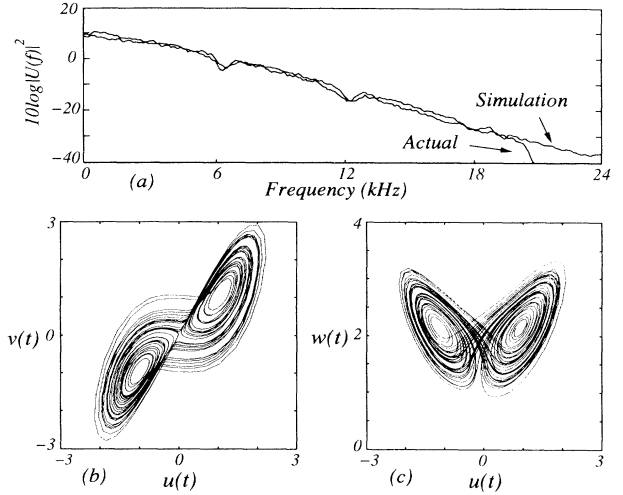 20
0
−20
−40
10log|U(f)|²
Simulation
Actual
0
6
12
18
24
(a)
Frequency (kHz)
3
v(t)
0
−3
−3
0
3
(b)
u(t)
4
w(t)
2
0
−3
0
3
(c)
u(t)